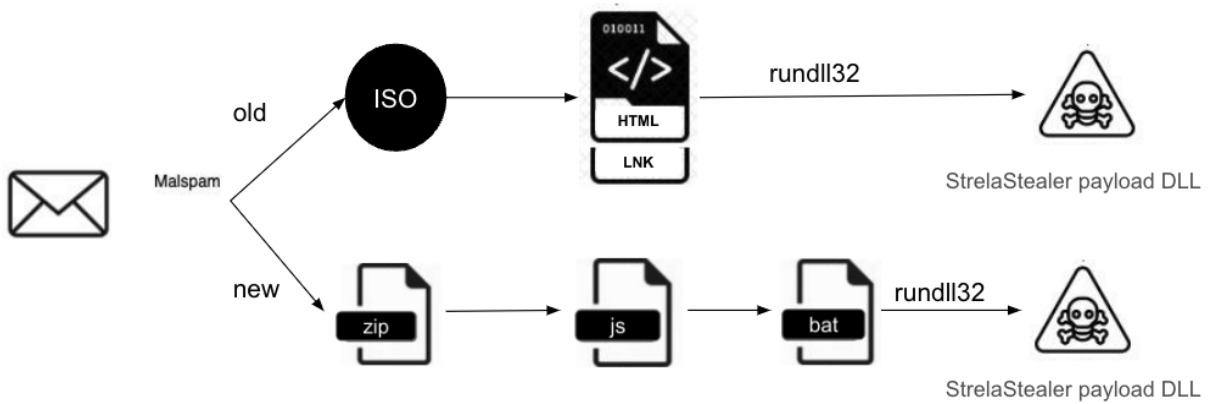 010011
</>
HTML
LNK
rundll32
old
ISO
StrelaStealer payload DLL
Malspam
new
zip
js
bat
rundll32
StrelaStealer payload DLL